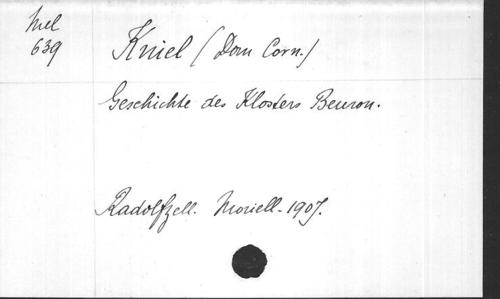 Mel
639
Kniel (Dom Corn.)
Geschichte des Klosters Beuron.
Radolfzell. Moriell - 1907.